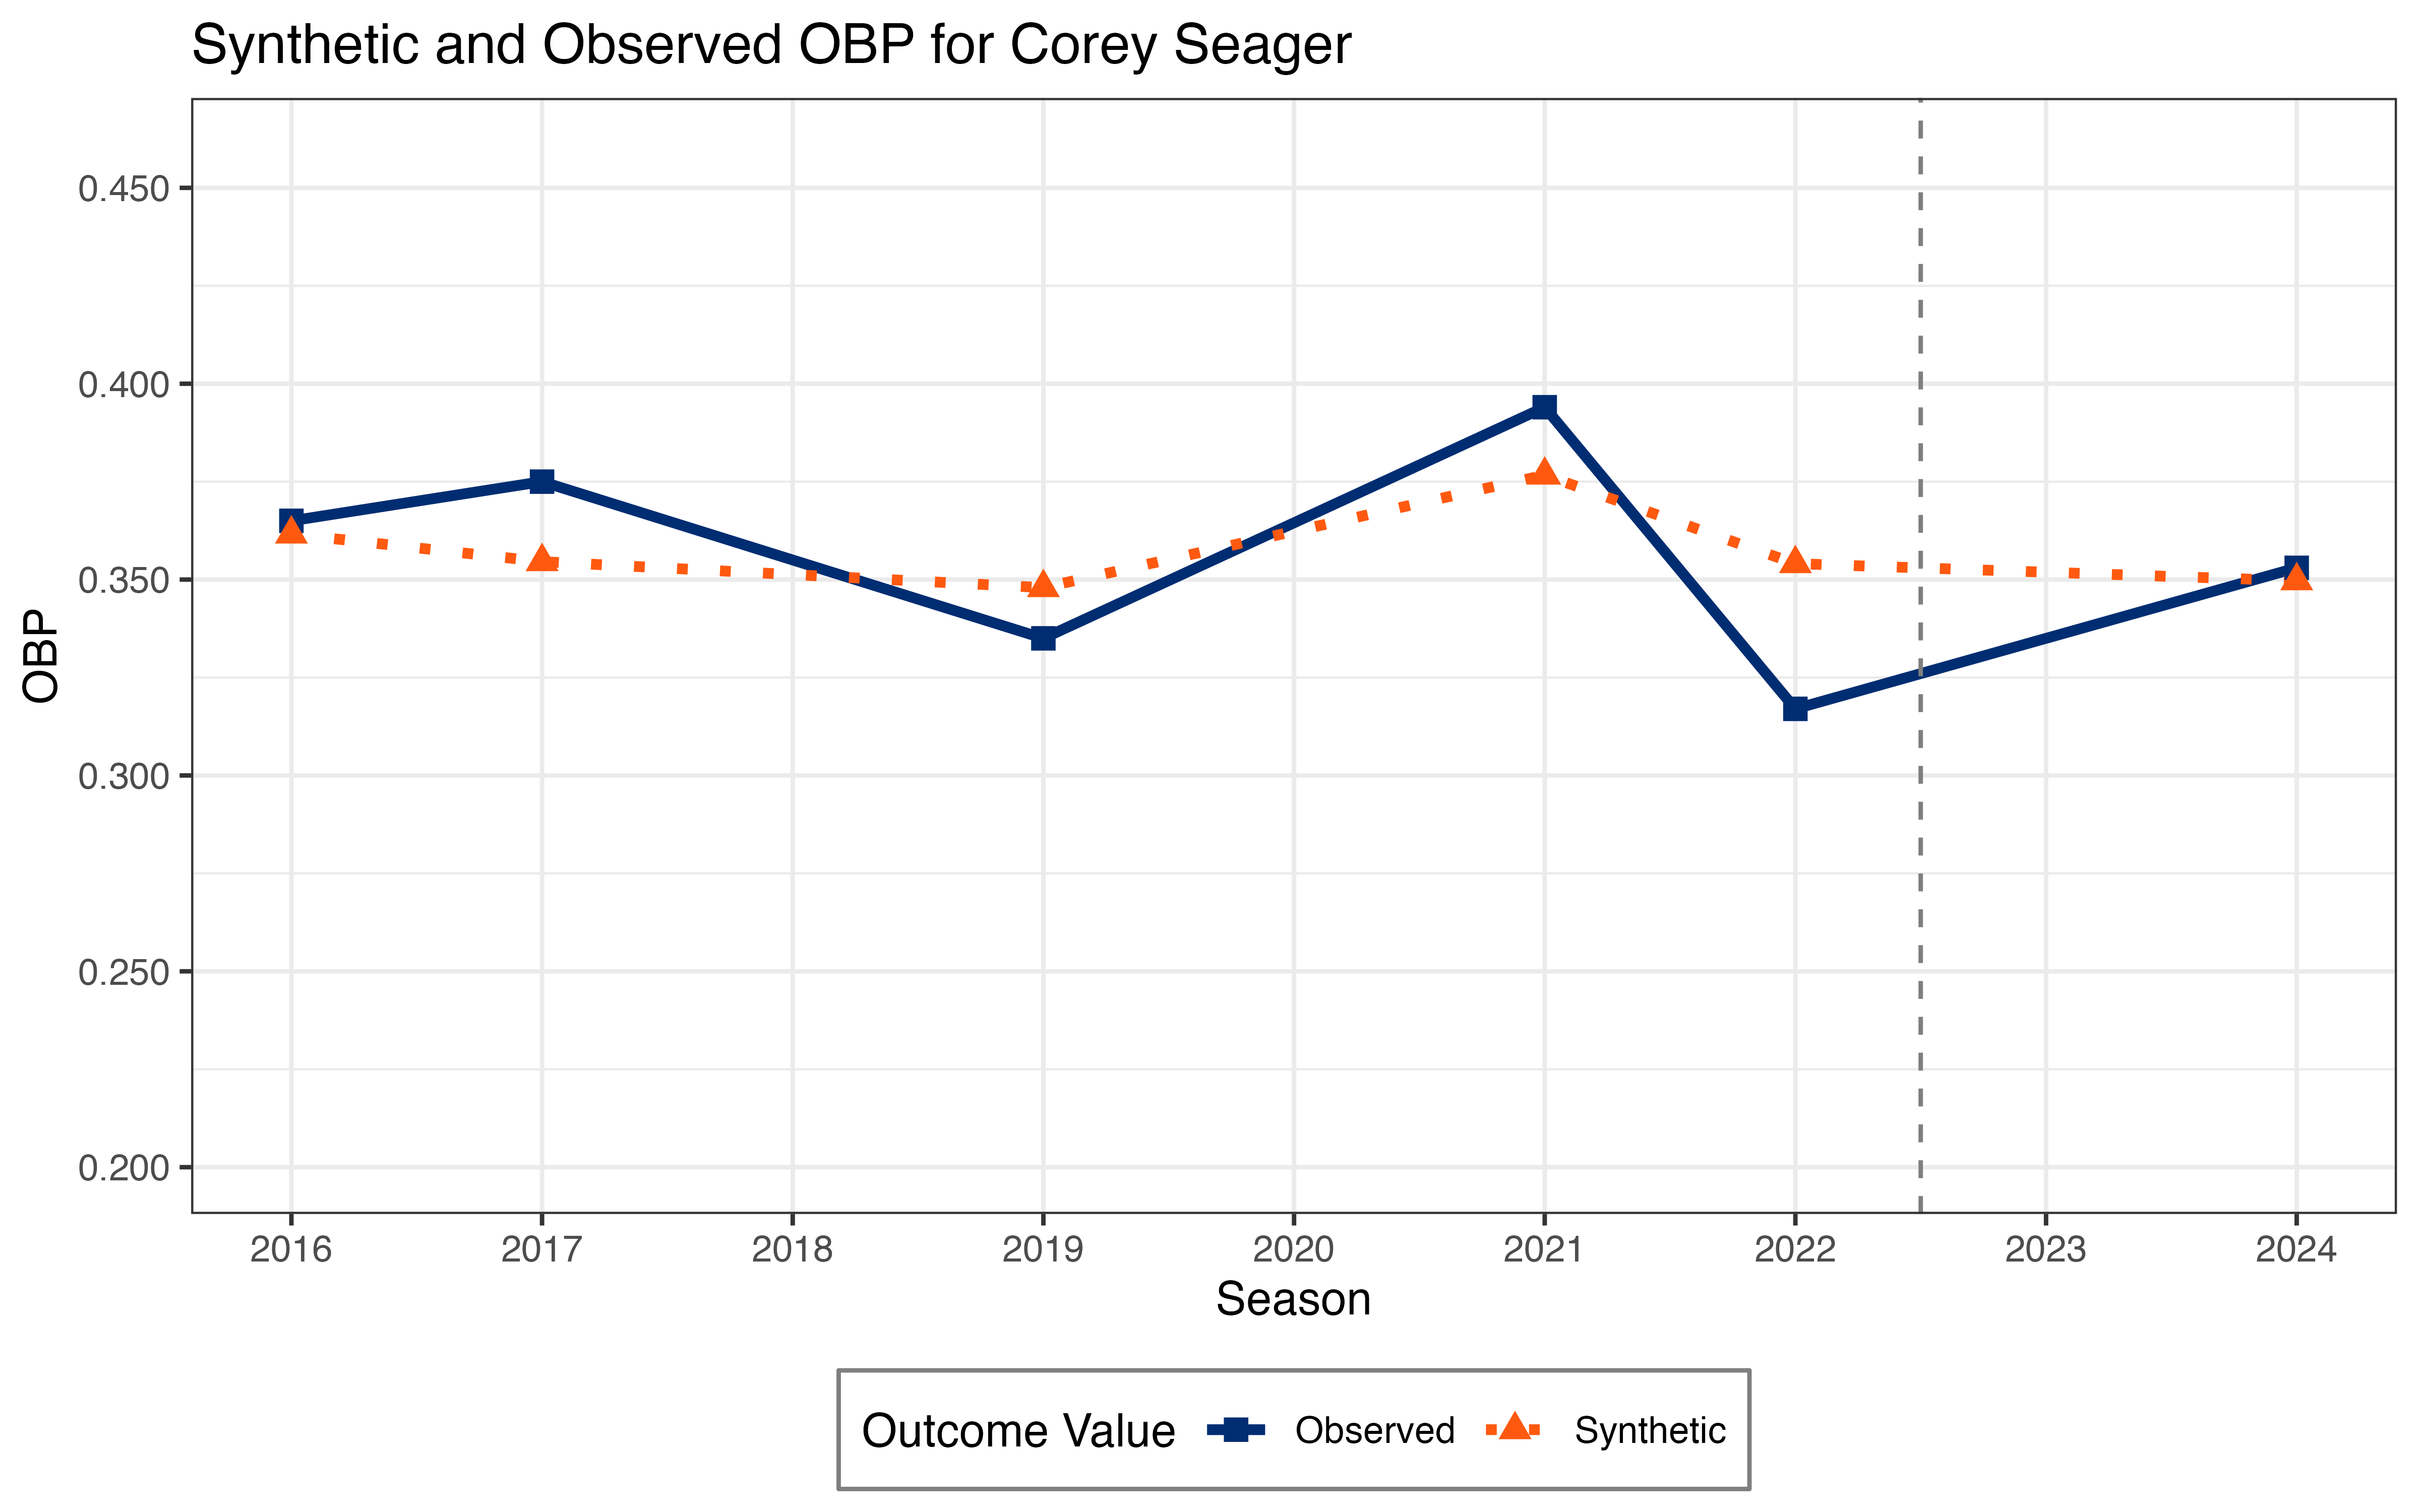 Synthetic and Observed OBP for Corey Seager
0.450
0.400
0.350
0.300
0.250
0.200
OBP
2016 2017 2018 2019 2020 2021 2022 2023 2024
Season
Outcome Value Observed Synthetic